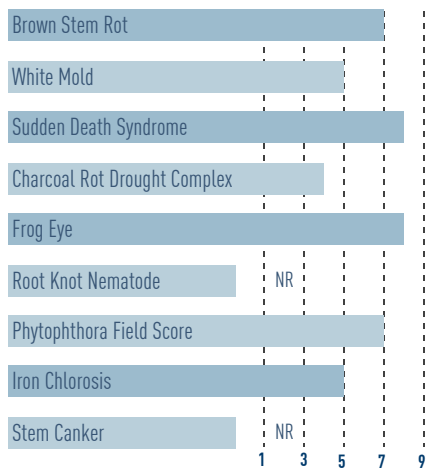 Brown Stem Rot
White Mold
Sudden Death Syndrome
Charcoal Rot Drought Complex
Frog Eye
Root Knot Nematode NR
Phytophthora Field Score
Iron Chlorosis
Stem Canker NR
1 3 5 7 9